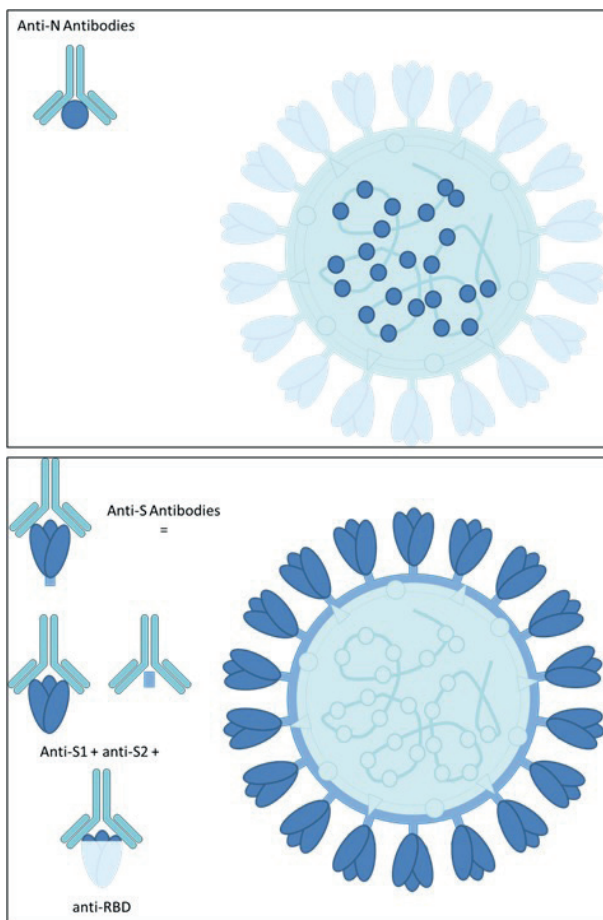 Anti-N Antibodies
Anti-S Antibodies
=
Anti-S1 + anti-S2 +
anti-RBD